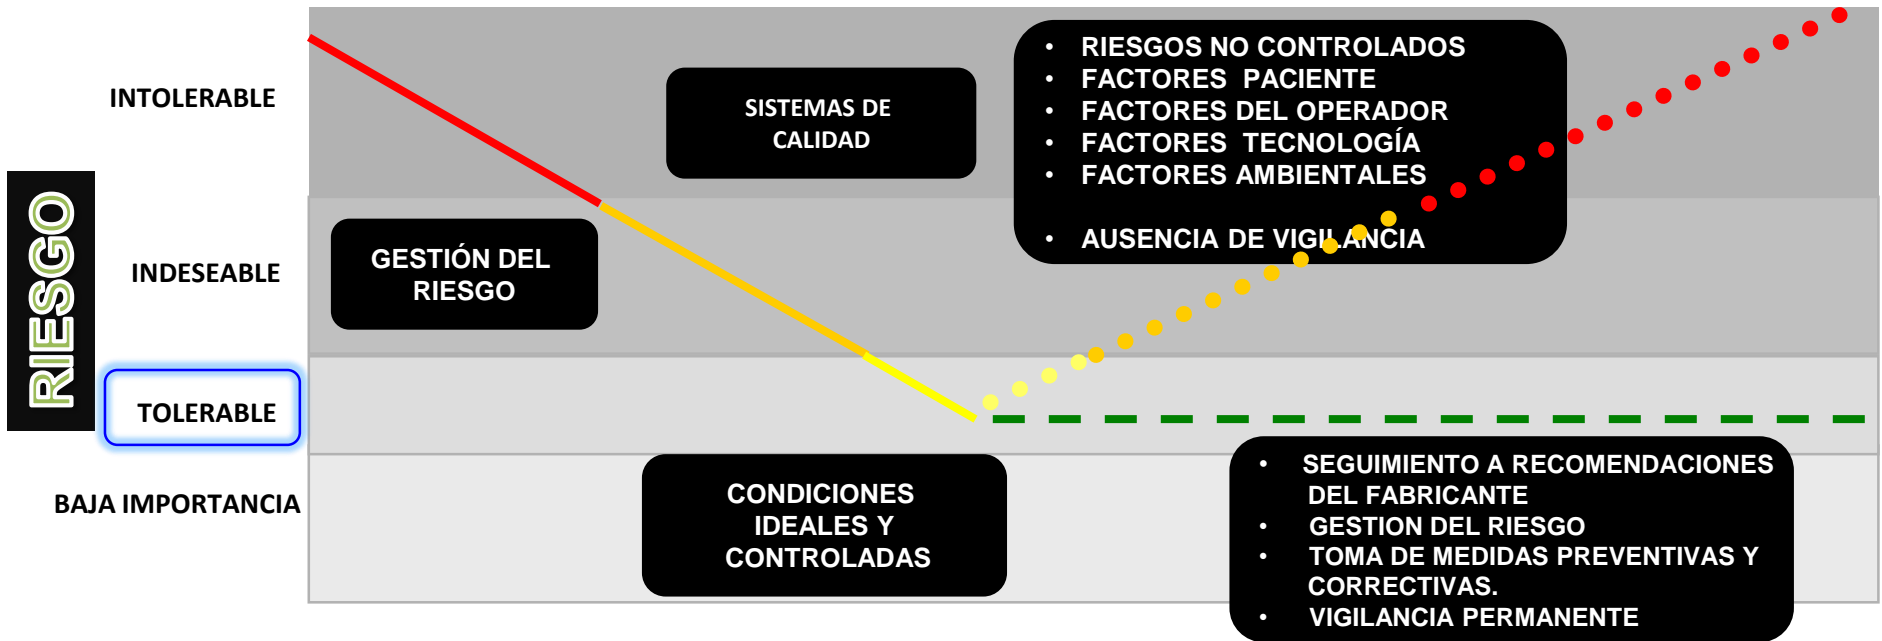 RIESGO
INTOLERABLE
INDESEABLE
TOLERABLE
BAJA IMPORTANCIA
GESTIÓN DEL
RIESGO
SISTEMAS DE
CALIDAD
• RIESGOS NO CONTROLADOS
• FACTORES PACIENTE
• FACTORES DEL OPERADOR
• FACTORES TECNOLOGÍA
• FACTORES AMBIENTALES
• AUSENCIA DE VIGILANCIA
CONDICIONES
IDEALES Y
CONTROLADAS
• SEGUIMIENTO A RECOMENDACIONES
DEL FABRICANTE
• GESTION DEL RIESGO
• TOMA DE MEDIDAS PREVENTIVAS Y
CORRECTIVAS.
• VIGILANCIA PERMANENTE